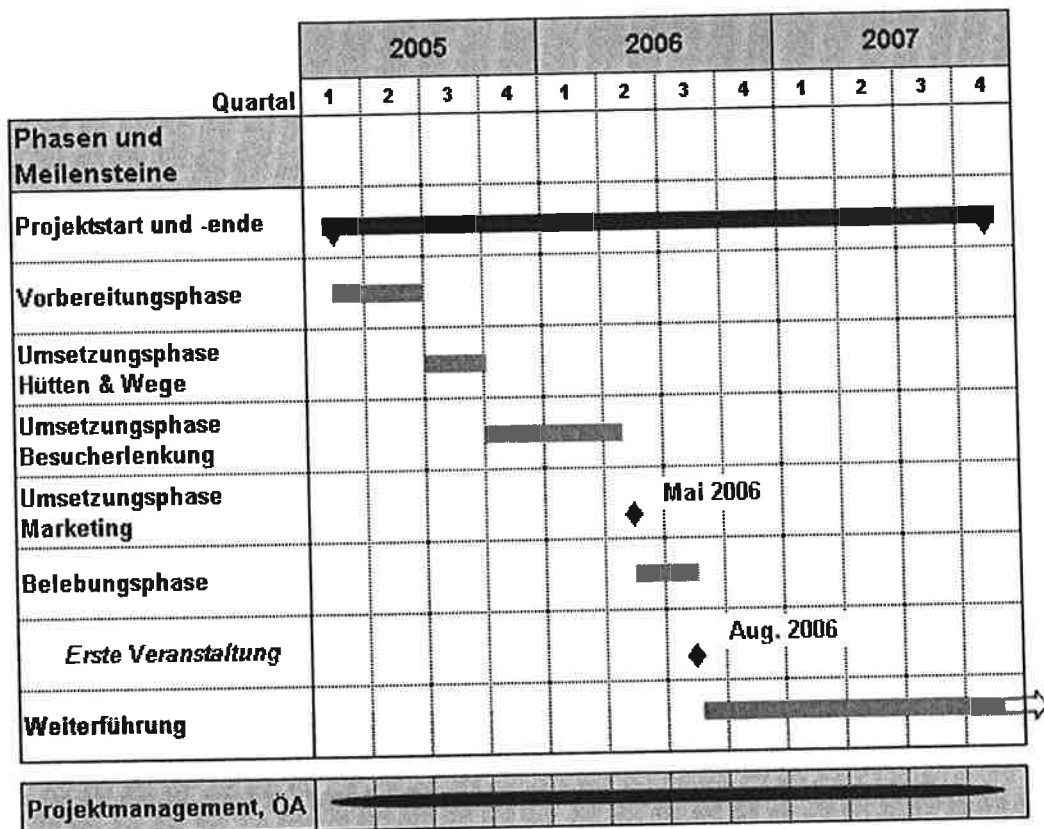 2005 2006 2007
Quartal 1 2 3 4 1 2 3 4 1 2 3 4
Phasen und
Meilensteine
Projektstart und -ende
Vorbereitungsphase
Umsetzungsphase
Hütten & Wege
Umsetzungsphase
Besucherlenkung
Umsetzungsphase
Marketing
Mai 2006
Belebungsphase
Erste Veranstaltung
Aug. 2006
Weiterführung
Projektmanagement, ÖA